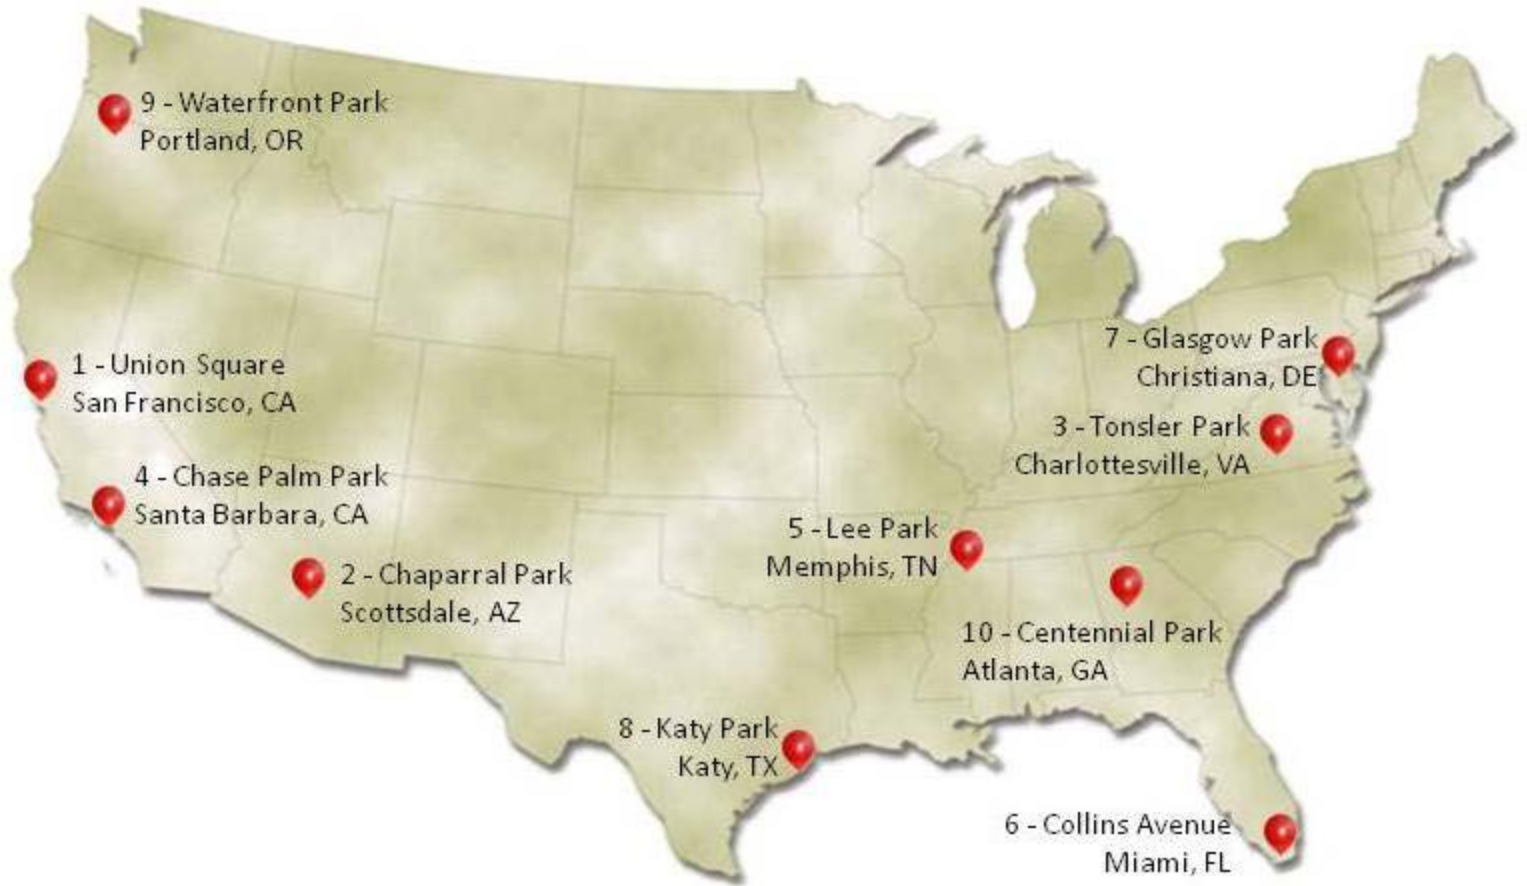 9 - Waterfront Park
Portland, OR
7 - Glasgow Park
Christiana, DE
1 - Union Square
San Francisco, CA
3 - Tonsler Park
Charlottesville, VA
4 - Chase Palm Park
Santa Barbara, CA
5 - Lee Park
Memphis, TN
2 - Chaparral Park
Scottsdale, AZ
10 - Centennial Park
Atlanta, GA
8 - Katy Park
Katy, TX
6 - Collins Avenue
Miami, FL